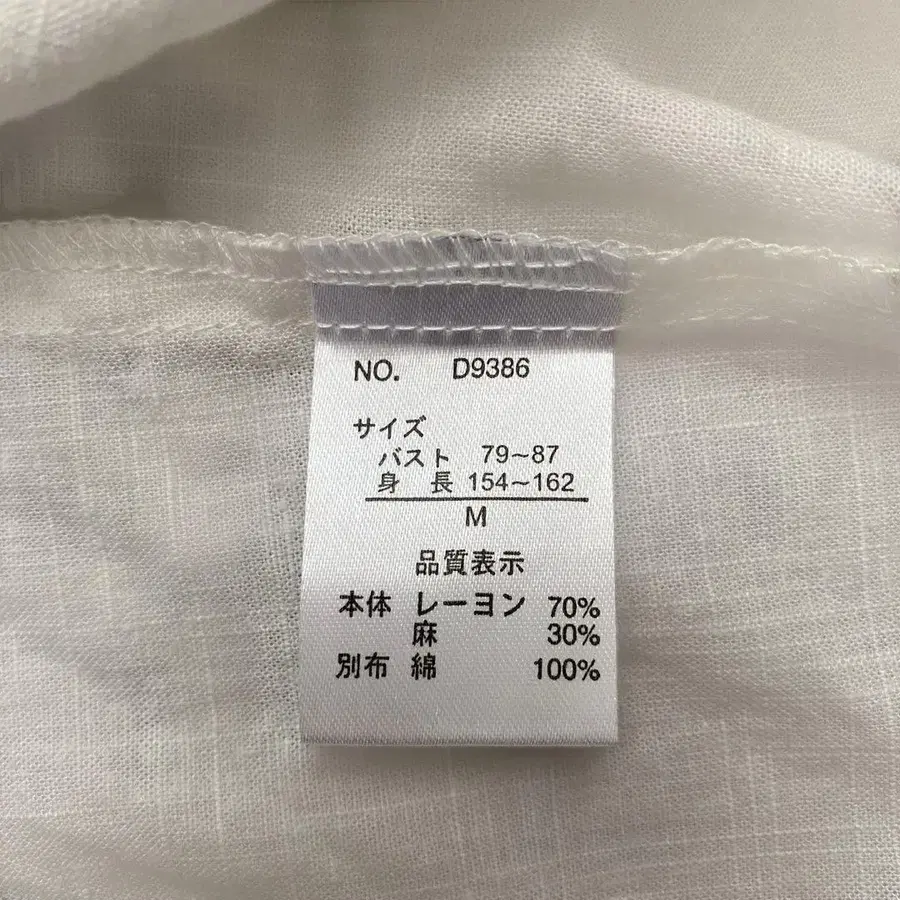 NO. D9386
サイズ
バスト 79~87
身 長 154~162
M
品質表示
本体 レーヨン 70%
麻 30%
別布 綿 100%